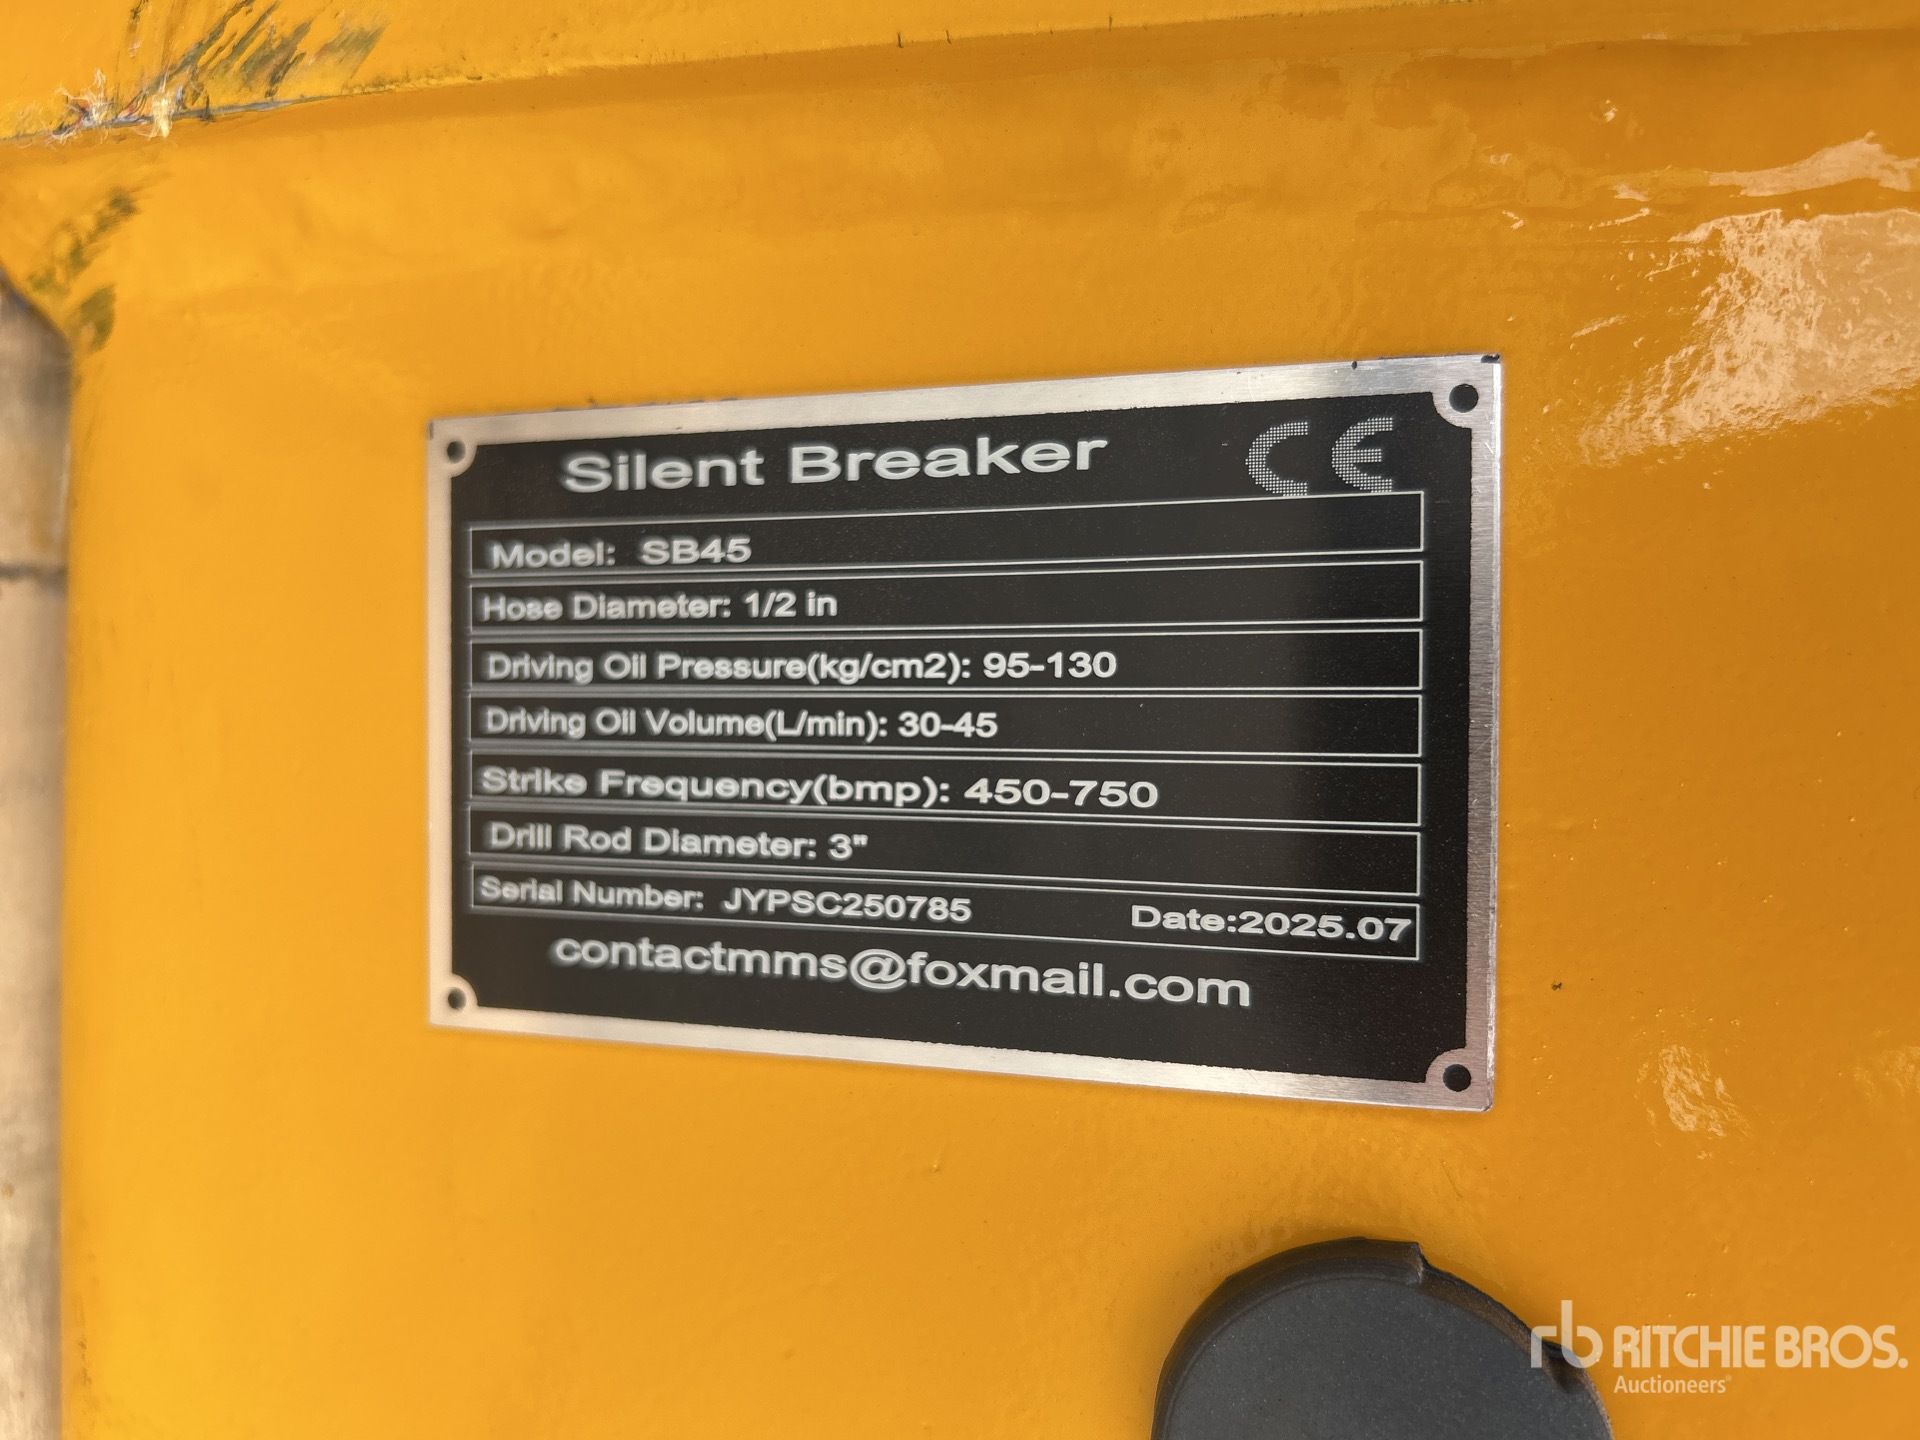 Silent Breaker CE
Model: SB45
Hose Diameter: 1/2 in
Driving Oil Pressure(kg/cm2): 95-130
Driving Oil Volume(L/min): 30-45
Strike Frequency(bmp): 450-750
Drill Rod Diameter: 3"
Serial Number: JYPSC250785 Date:2025.07
contactmms@foxmail.com
rb RITCHIE BROS.
Auctioneers